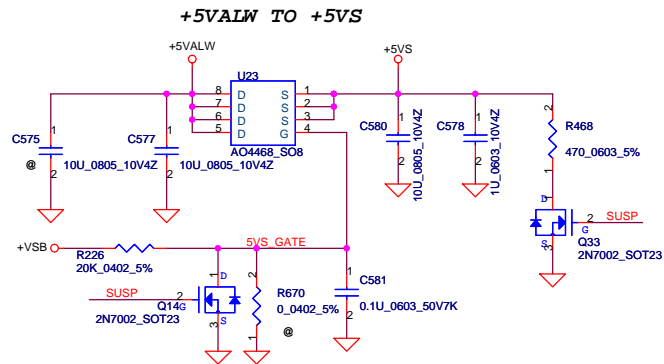 +5VALW TO +5VS
+5VALW
+5VS
U23
8 D S 1
7 D S 2
6 D S 3
5 D G 4
AO4468_SO8
C575
1
2
@
10U_0805_10V4Z
C577
1
2
10U_0805_10V4Z
C580
1
2
10U_0805_10V4Z
C578
1
2
1U_0603_10V4Z
2
R468
470_0603_5%
1
1
D
2
G
SUSP
3
S
Q33
2N7002_SOT23
+VSB
R226
20K_0402_5%
5VS_GATE
SUSP
2
G
1
D
3
S
Q14
2N7002_SOT23
2
R670
0_0402_5%
1
@
1
C581
0.1U_0603_50V7K
2